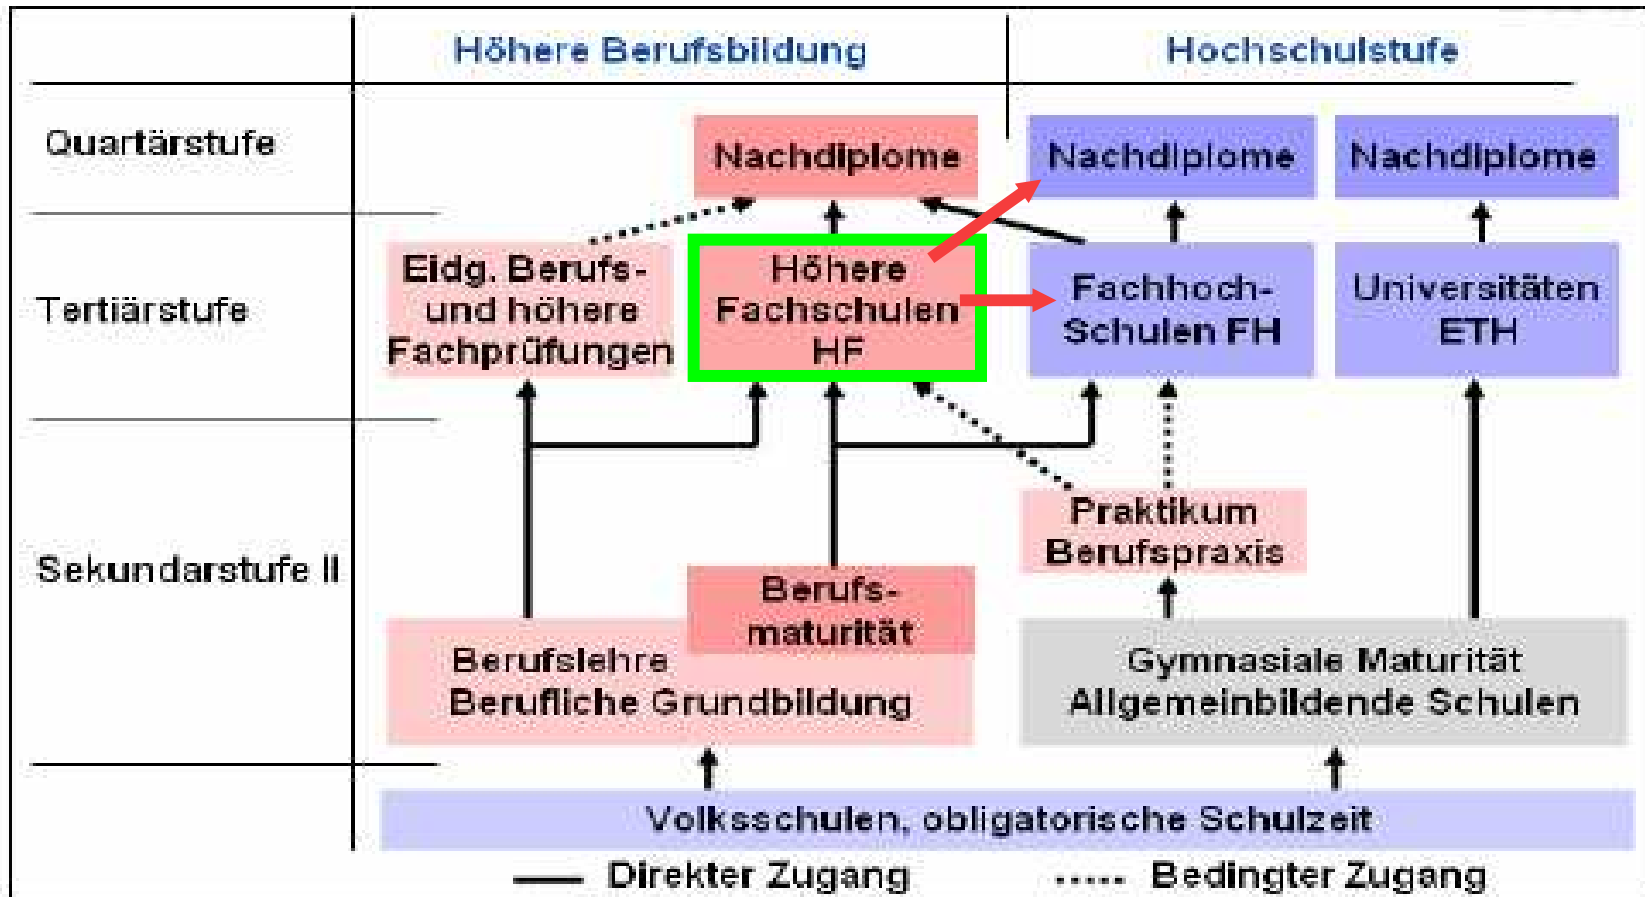 Höhere Berufsbildung
Hochschulstufe
Quartärstufe
Nachdiplome
Nachdiplome
Nachdiplome
Tertiärstufe
Eidg. Berufs-
und höhere
Fachprüfungen
Höhere
Fachschulen
HF
Fachhoch-
Schulen FH
Universitäten
ETH
Sekundarstufe II
Praktikum
Berufspraxis
Berufs-
maturität
Berufslehre
Berufliche Grundbildung
Gymnasiale Maturität
Allgemeinbildende Schulen
Volksschulen, obligatorische Schulzeit
Direkter Zugang
Bedingter Zugang